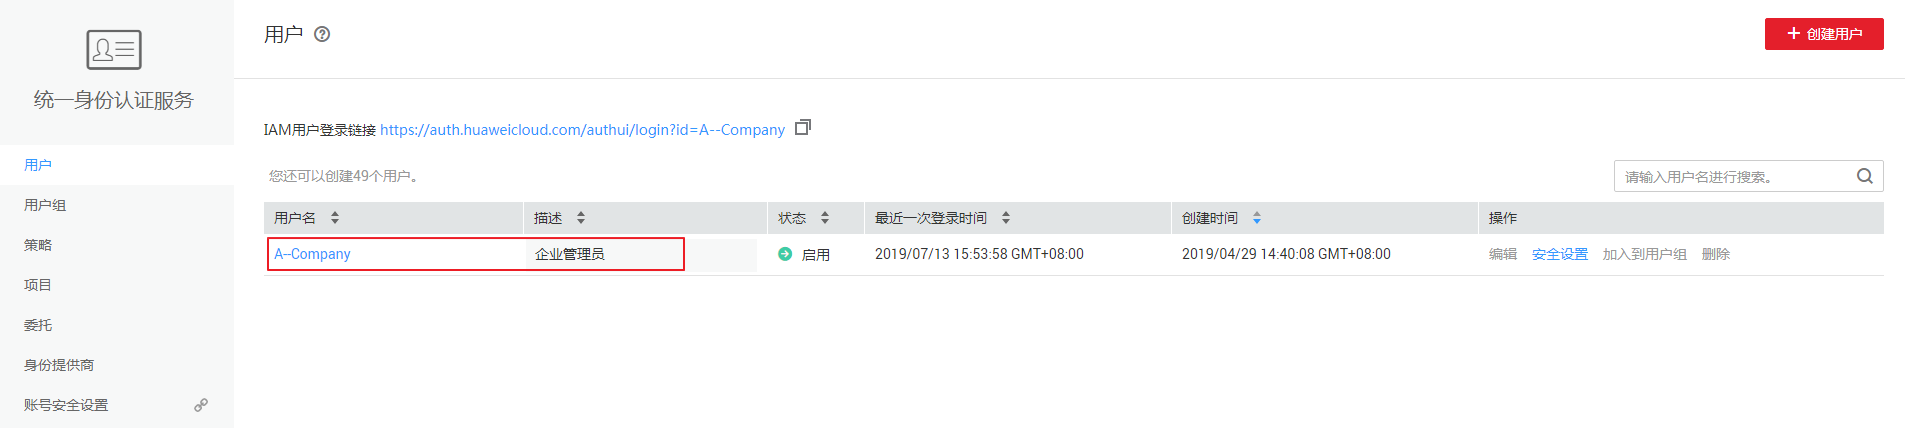 统一身份认证服务
用户
用户组
策略
项目
委托
身份提供商
账号安全设置
用户
创建用户
IAM用户登录链接 https://auth.huaweicloud.com/authui/login?id=A--Company
您还可以创建49个用户。
请输入用户名进行搜索。
用户名 描述 状态 最近一次登录时间 创建时间 操作
A--Company 企业管理员 启用 2019/07/13 15:53:58 GMT+08:00 2019/04/29 14:40:08 GMT+08:00 编辑 安全设置 加入到用户组 删除